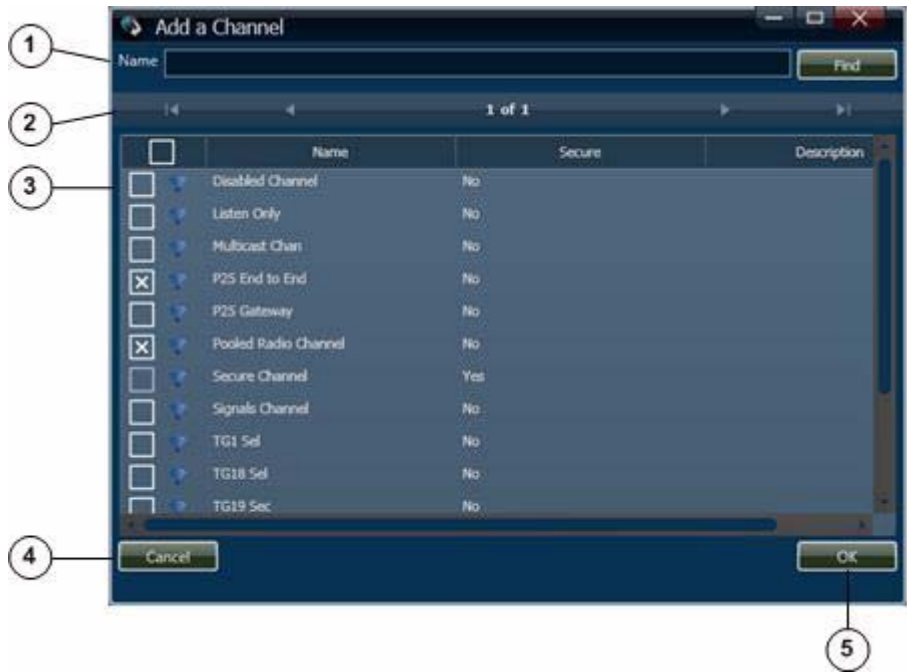 Add a Channel
1
Name
Find
2
1 of 1
Name Secure Description
3
Disabled Channel No
Listen Only No
Multicast Chan No
P25 End to End No
P25 Gateway No
Pooled Radio Channel No
Secure Channel Yes
Signals Channel No
TG1 Sel No
TG18 Sel No
TG19 Sec No
4
Cancel OK
5